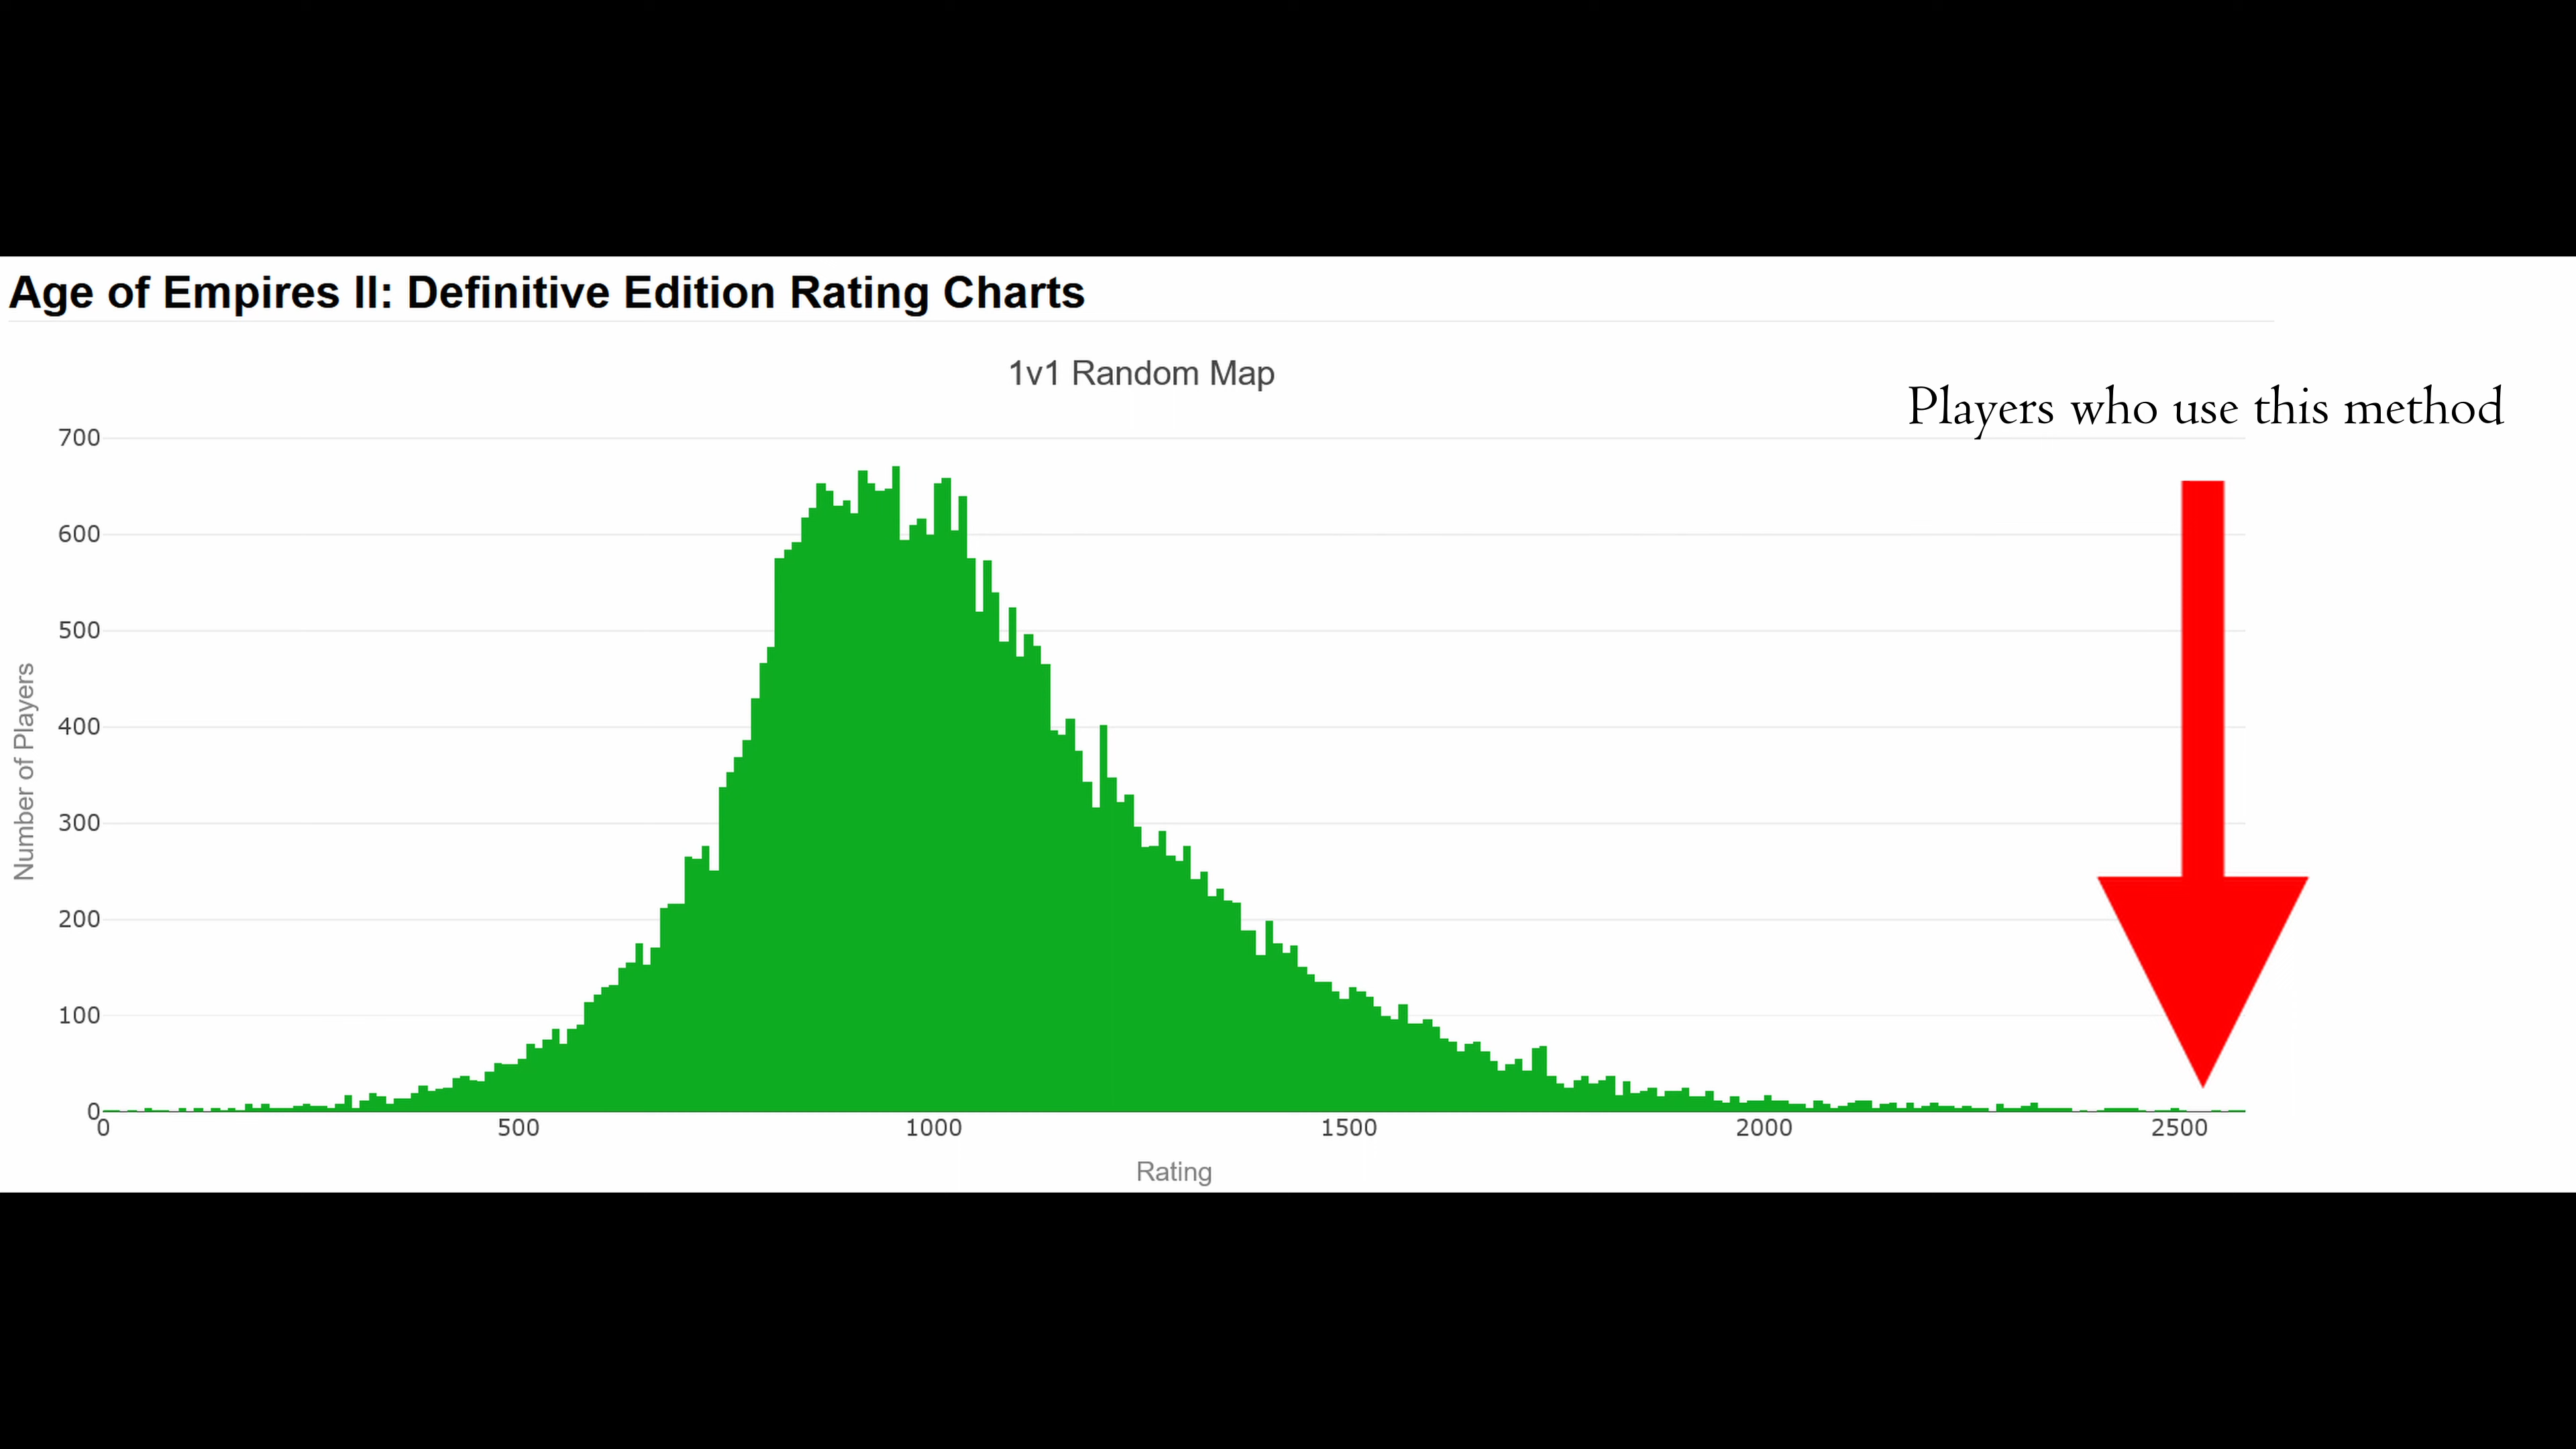 Age of Empires II: Definitive Edition Rating Charts
1v1 Random Map
Players who use this method
Number of Players
700
600
500
400
300
200
100
0
0 500 1000 1500 2000 2500
Rating